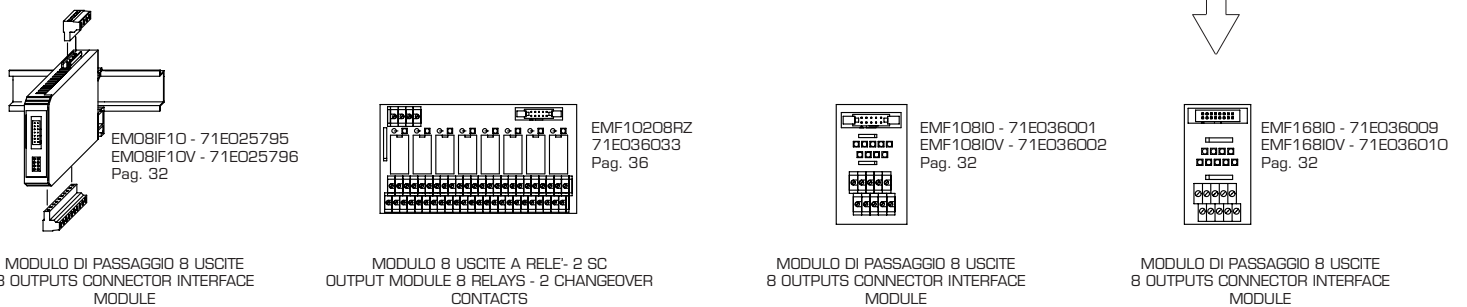 EM08IF10 - 71E025795
EM08IF10V - 71E025796
Pag. 32
EMF10208RZ
71E036033
Pag. 36
EMF108I0 - 71E036001
EMF108I0V - 71E036002
Pag. 32
EMF168I0 - 71E036009
EMF168I0V - 71E036010
Pag. 32
MODULO DI PASSAGGIO 8 USCITE
8 OUTPUTS CONNECTOR INTERFACE
MODULE
MODULO 8 USCITE A RELE'- 2 SC
OUTPUT MODULE 8 RELAYS - 2 CHANGEOVER
CONTACTS
MODULO DI PASSAGGIO 8 USCITE
8 OUTPUTS CONNECTOR INTERFACE
MODULE
MODULO DI PASSAGGIO 8 USCITE
8 OUTPUTS CONNECTOR INTERFACE
MODULE